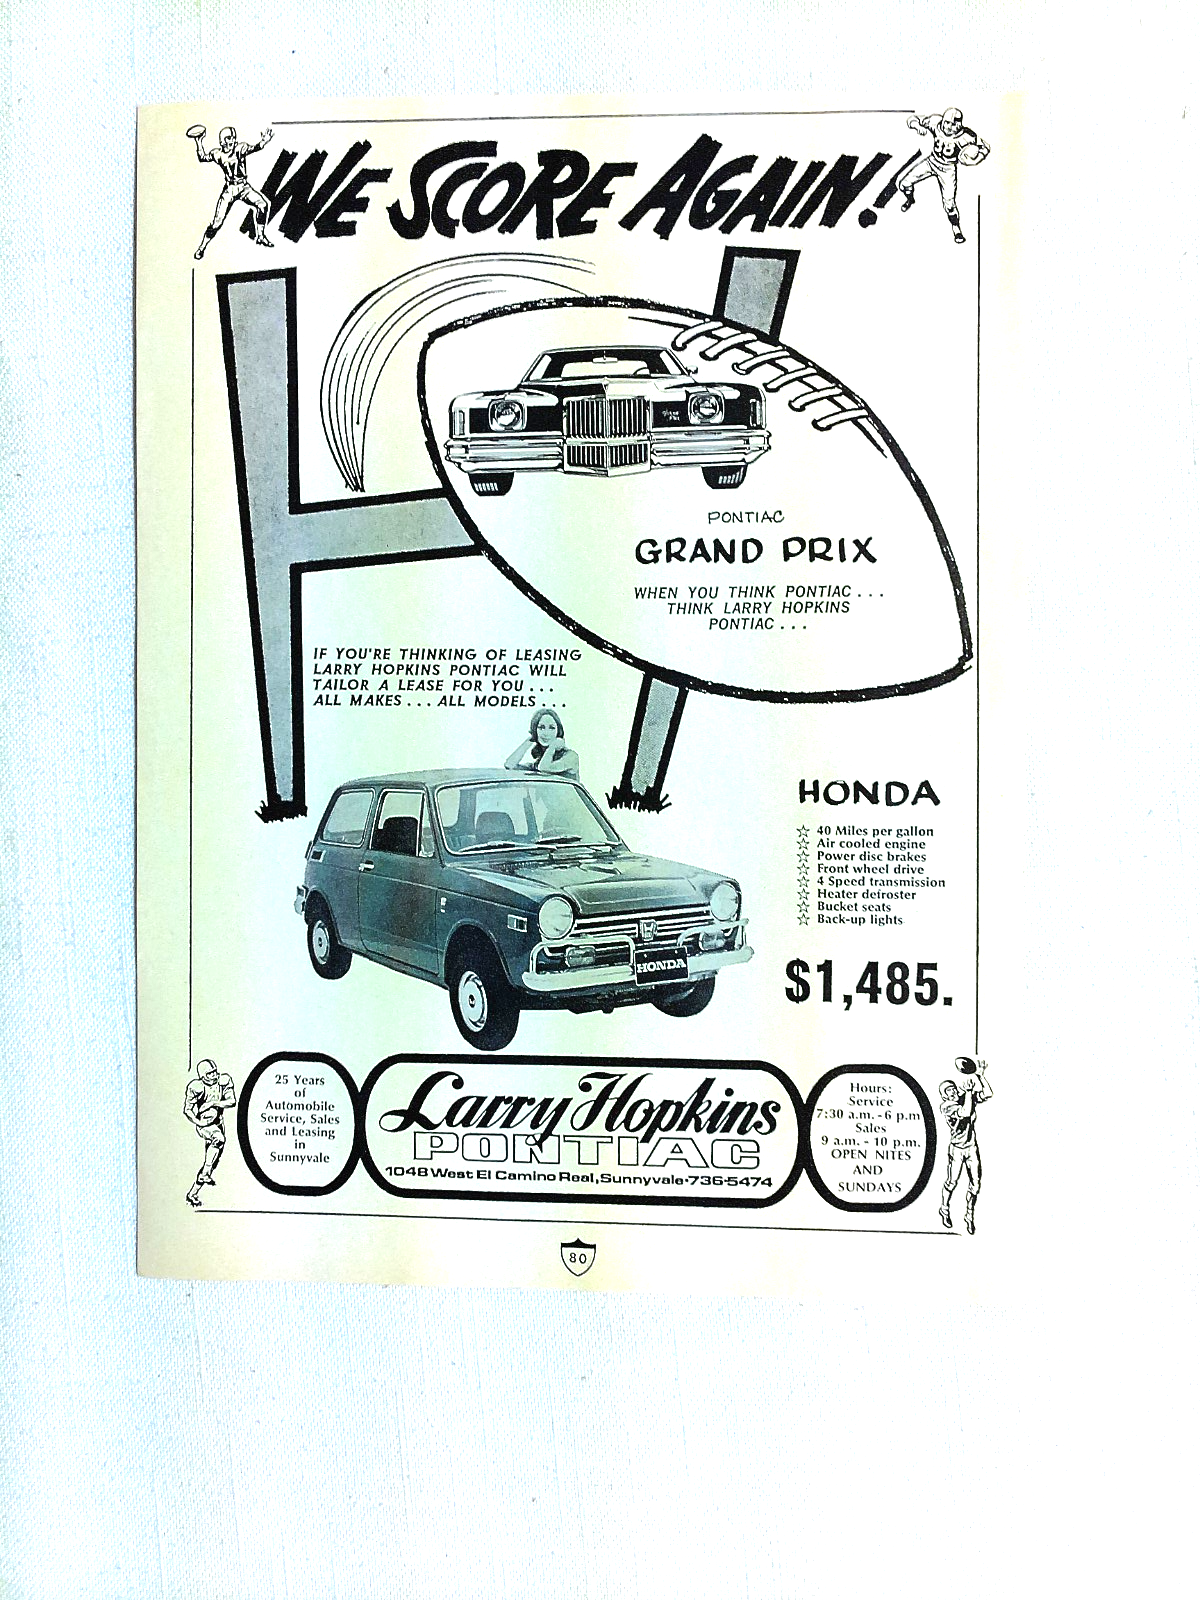 WE SCORE AGAIN!
PONTIAC
GRAND PRIX
WHEN YOU THINK PONTIAC...
THINK LARRY HOPKINS
PONTIAC...
IF YOU'RE THINKING OF LEASING
LARRY HOPKINS PONTIAC WILL
TAILOR A LEASE FOR YOU...
ALL MAKES... ALL MODELS...
HONDA
☆ 40 Miles per gallon
☆ Air cooled engine
☆ Power disc brakes
☆ Front wheel drive
☆ 4 Speed transmission
☆ Heater defroster
☆ Bucket seats
☆ Back-up lights
HONDA
$1,485.
25 Years
of
Automobile
Service, Sales
and Leasing
in
Sunnyvale
Larry Hopkins
PONTIAC
1048 West El Camino Real, Sunnyvale•736-5474
Hours:
Service
7:30 a.m. - 6 p.m
Sales
9 a.m. - 10 p.m.
OPEN NITES
AND
SUNDAYS
80